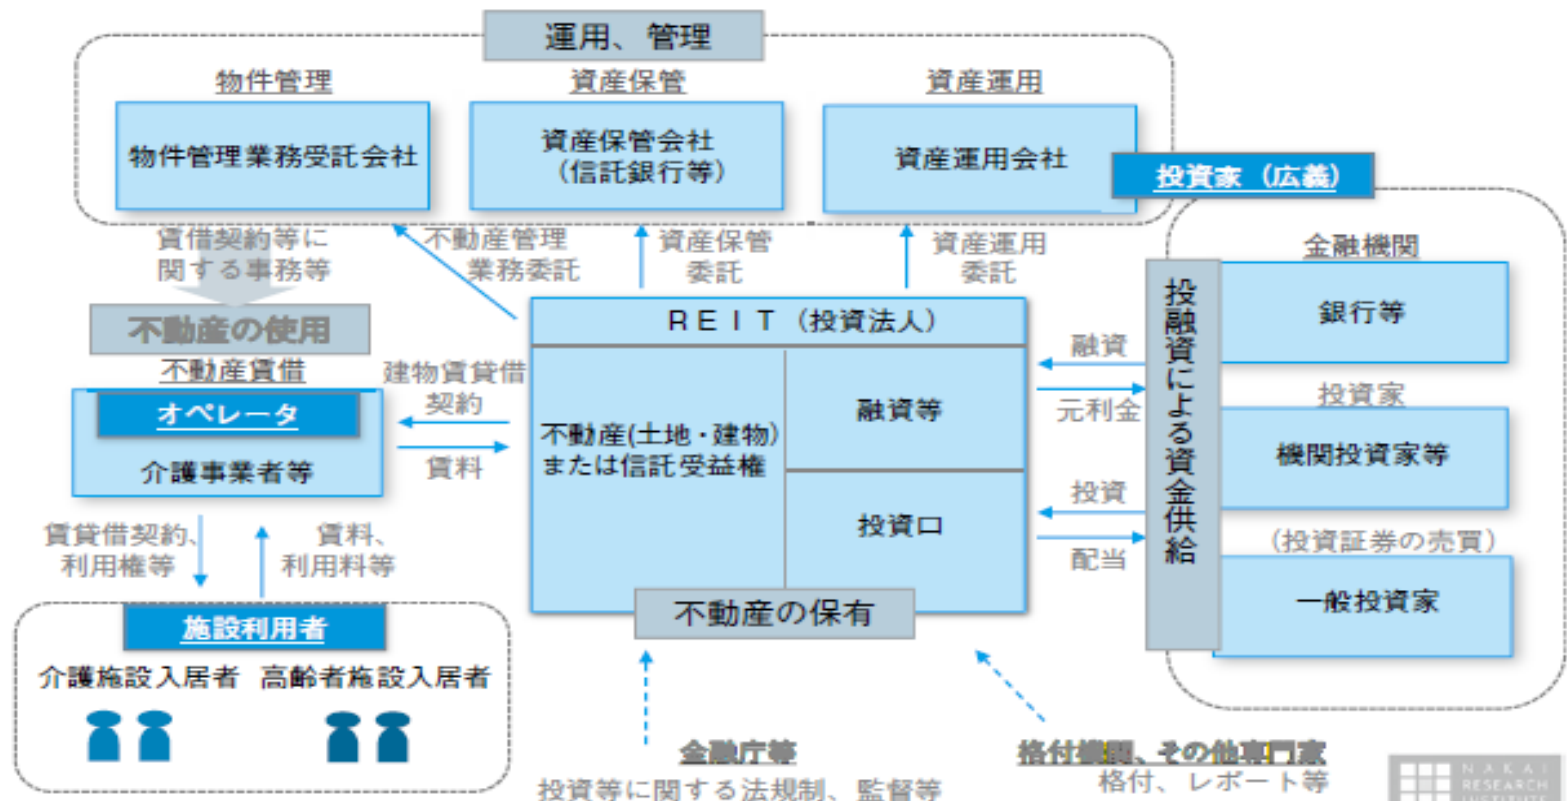 運用、管理
物件管理
資産保管
資産運用
物件管理業務受託会社
資産保管会社
（信託銀行等）
資産運用会社
投資家（広義）
賃借契約等に
関する事務等
不動産管理
業務委託
資産保管
委託
資産運用
委託
金融機関
銀行等
投資家
機関投資家等
（投資証券の売買）
一般投資家
投融資による資金供給
不動産の使用
不動産賃借
オペレータ
介護事業者等
建物賃貸借
契約
賃料
ＲＥＩＴ（投資法人）
不動産(土地・建物)
または信託受益権
融資等
投資口
不動産の保有
融資
元利金
投資
配当
賃貸借契約、
利用権等
賃料、
利用料等
施設利用者
介護施設入居者
高齢者施設入居者
金融庁等
投資等に関する法規制、監督等
格付機関、その他専門家
格付、レポート等
NAKAI
RESEARCH
INSTITUTE